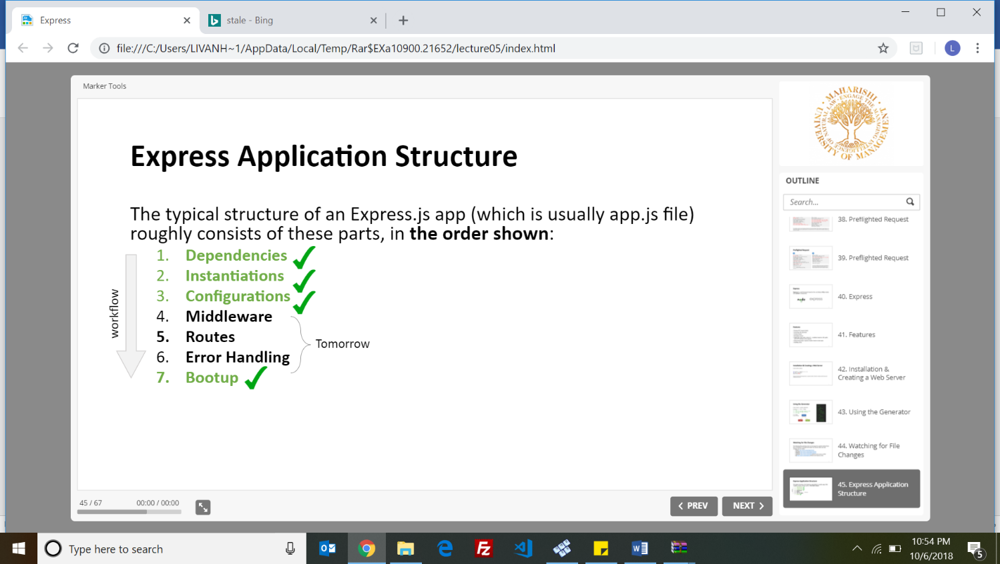 Express
stale - Bing
file:///C:/Users/LIVANH~1/AppData/Local/Temp/Rar$EXa10900.21652/lecture05/index.html
L
Marker Tools
Express Application Structure
The typical structure of an Express.js app (which is usually app.js file)
roughly consists of these parts, in the order shown:
workflow
1. Dependencies
2. Instantiations
3. Configurations
4. Middleware
5. Routes
6. Error Handling
7. Bootup
Tomorrow
45 / 67
00:00 / 00:00
PREV
NEXT
MAHARISHI
UNIVERSITY OF MANAGEMENT
OUTLINE
Search...
38. Preflighted Request
39. Preflighted Request
40. Express
41. Features
42. Installation &
Creating a Web Server
43. Using the Generator
44. Watching for File
Changes
45. Express Application
Structure
Type here to search
10:54 PM
10/6/2018
5